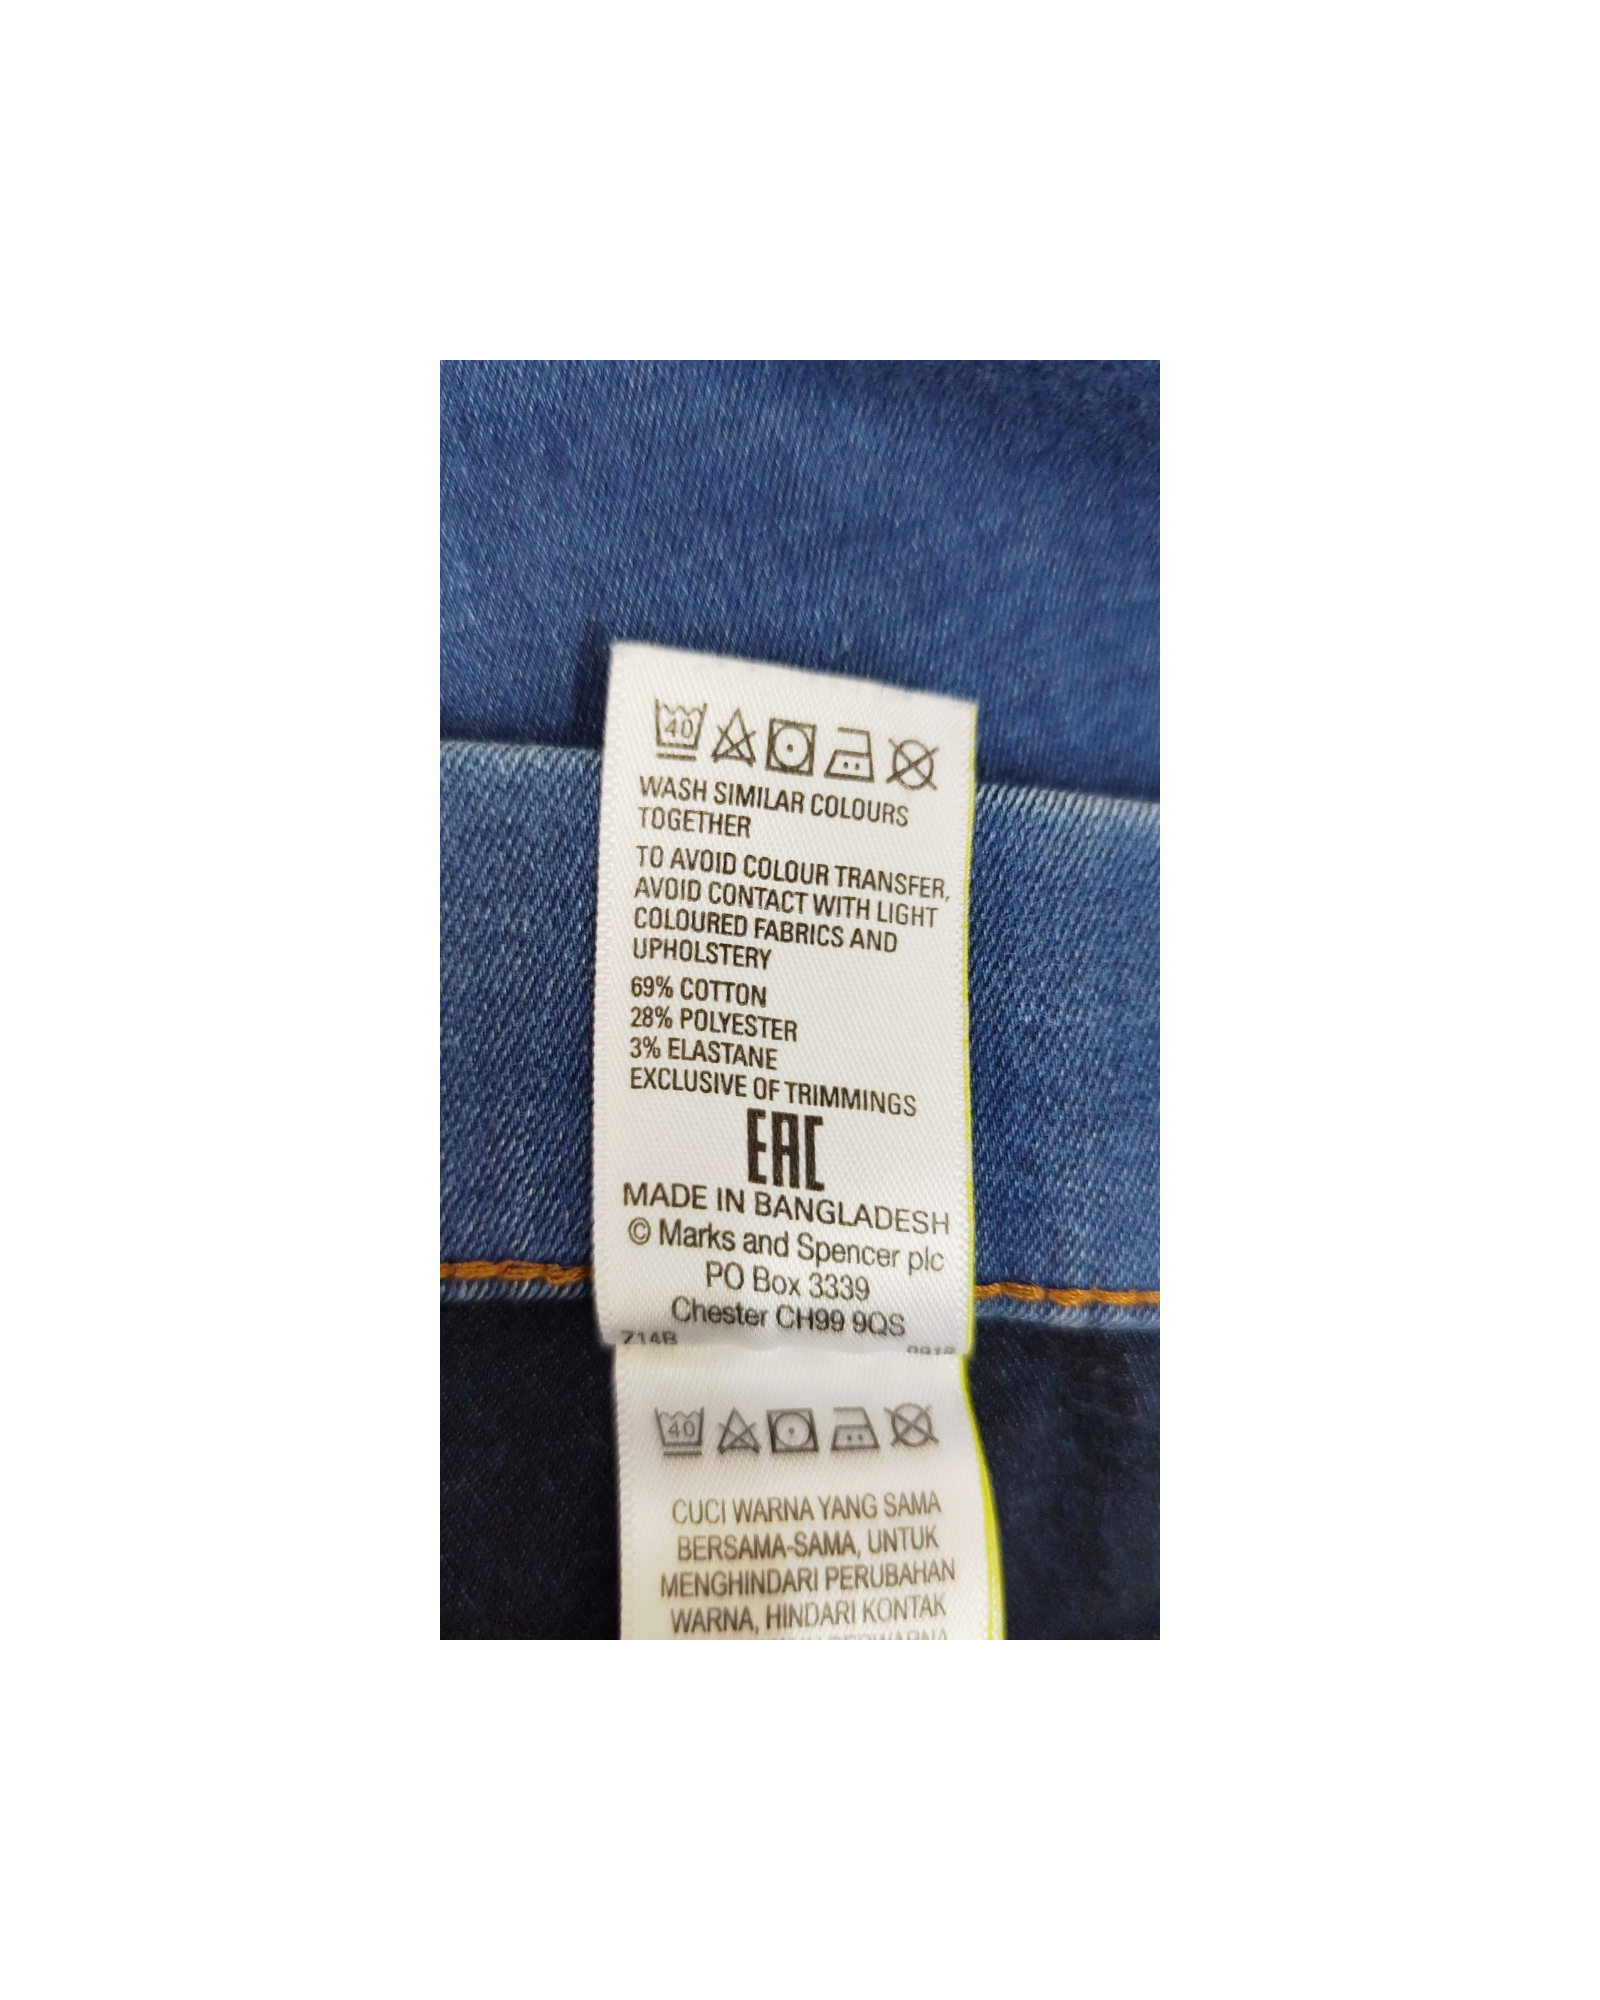 40
WASH SIMILAR COLOURS
TOGETHER
TO AVOID COLOUR TRANSFER,
AVOID CONTACT WITH LIGHT
COLOURED FABRICS AND
UPHOLSTERY
69% COTTON
28% POLYESTER
3% ELASTANE
EXCLUSIVE OF TRIMMINGS
EAC
MADE IN BANGLADESH
© Marks and Spencer plc
PO Box 3339
Chester CH99 9QS
40
CUCI WARNA YANG SAMA
BERSAMA-SAMA, UNTUK
MENGHINDARI PERUBAHAN
WARNA, HINDARI KONTAK